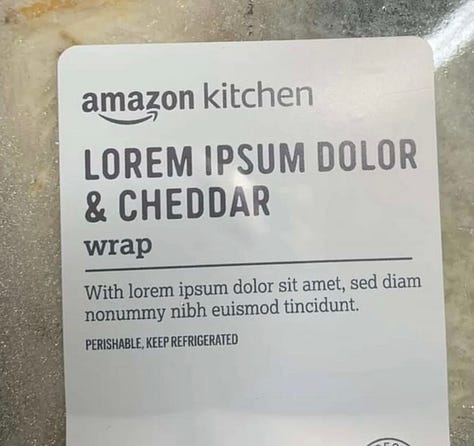 amazon kitchen
LOREM IPSUM DOLOR
& CHEDDAR
wrap
With lorem ipsum dolor sit amet, sed diam
nonummy nibh euismod tincidunt.
PERISHABLE, KEEP REFRIGERATED